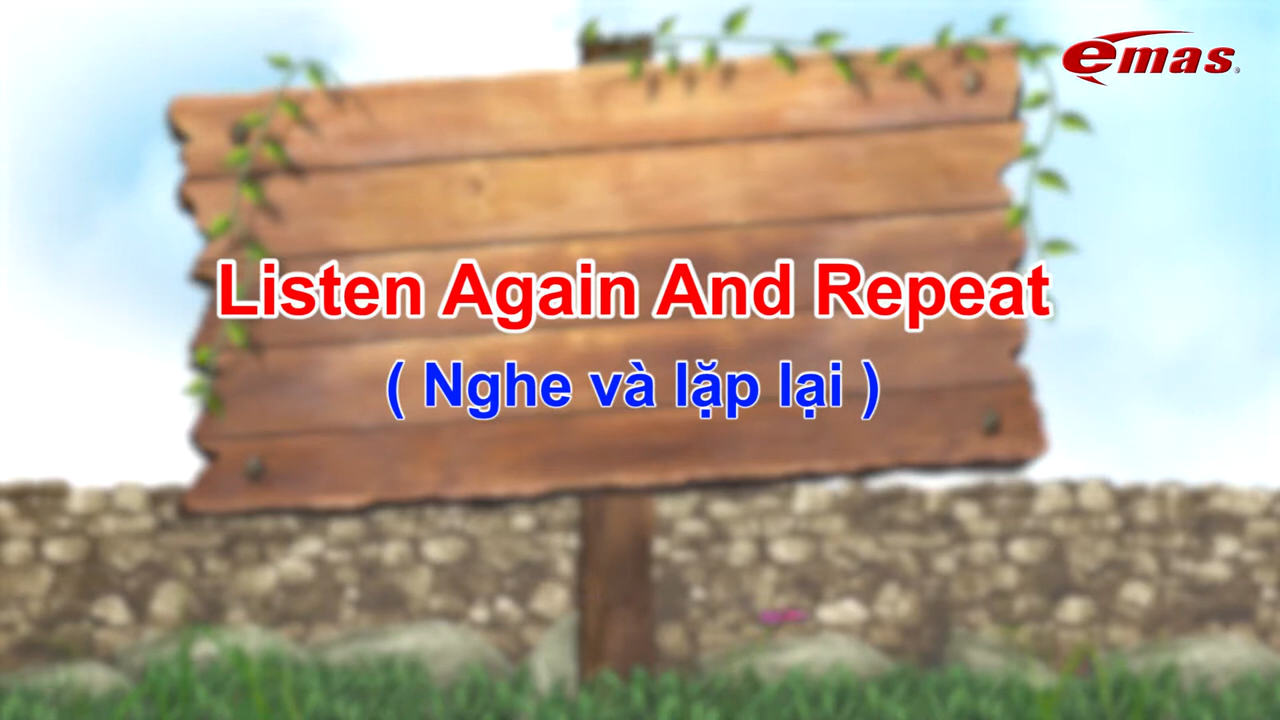 emas
Listen Again And Repeat
( Nghe và lặp lại )